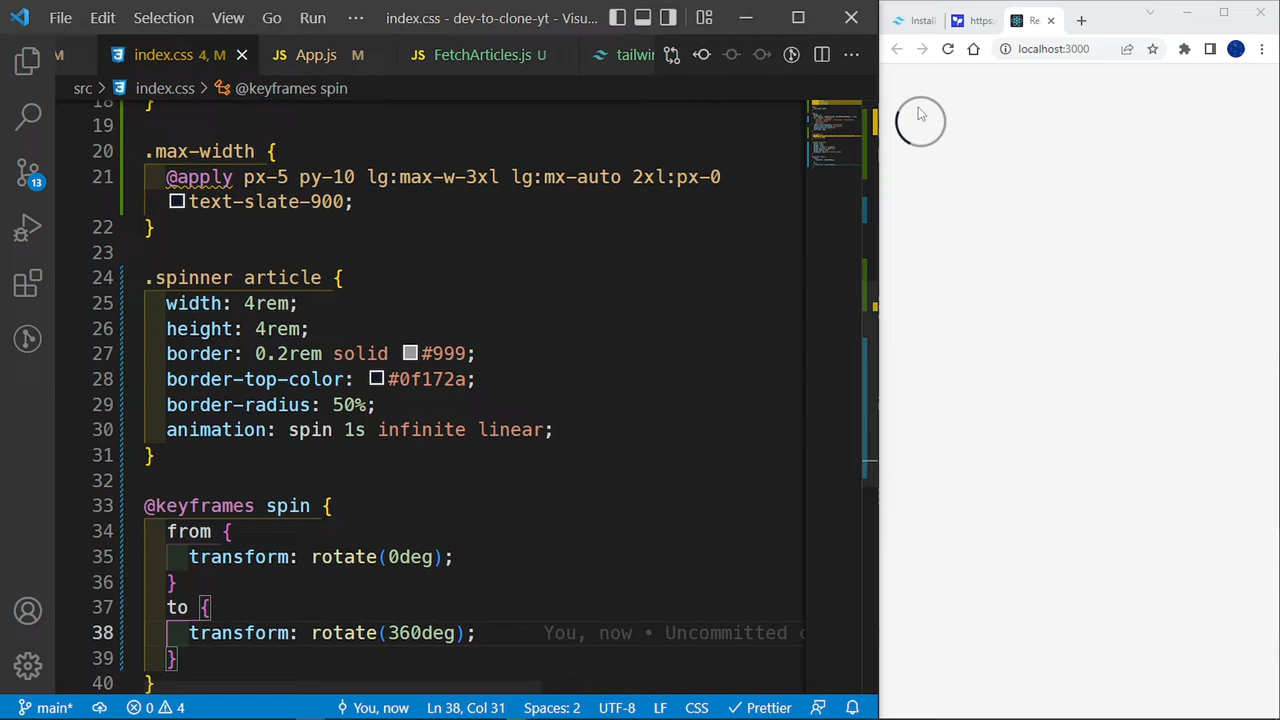 File Edit Selection View Go Run ··· index.css - dev-to-clone-yt - Visu...
index.css 4, M
App.js M
FetchArticles.js U
tailwin
Install
https:
Re
localhost:3000
src > index.css > @keyframes spin
18 }
19
20 .max-width {
21 @apply px-5 py-10 lg:max-w-3xl lg:mx-auto 2xl:px-0
text-slate-900;
22 }
23
24 .spinner article {
25 width: 4rem;
26 height: 4rem;
27 border: 0.2rem solid #999;
28 border-top-color: #0f172a;
29 border-radius: 50%;
30 animation: spin 1s infinite linear;
31 }
32
33 @keyframes spin {
34 from {
35 transform: rotate(0deg);
36 }
37 to {
38 transform: rotate(360deg); You, now • Uncommitted
39 }
40 }
13
main* 0 4 You, now Ln 38, Col 31 Spaces: 2 UTF-8 LF CSS Prettier